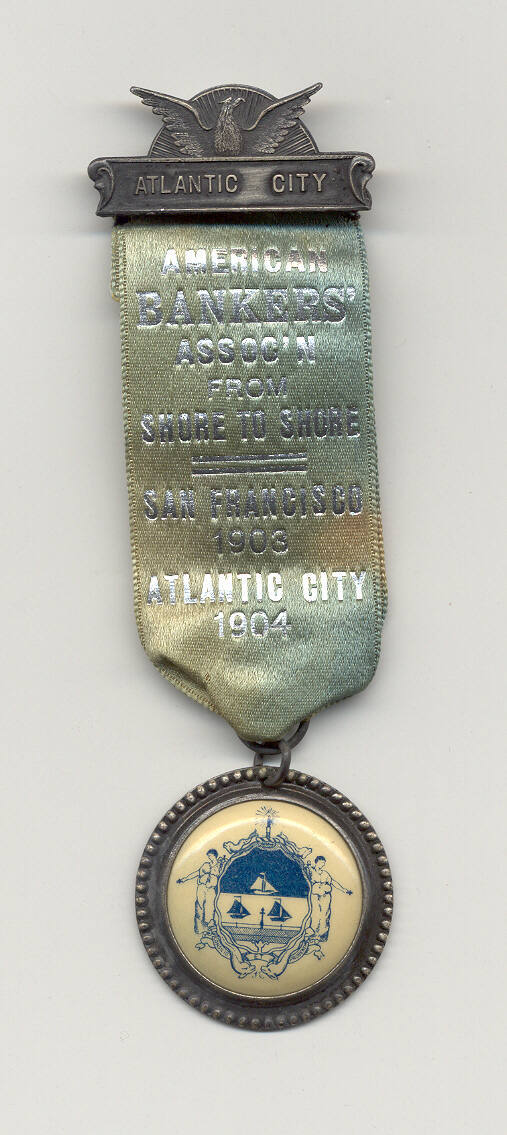 ATLANTIC CITY
AMERICAN
BANKERS'
ASSOC'N
FROM
SHORE TO SHORE
SAN FRANCISCO
1903
ATLANTIC CITY
1904